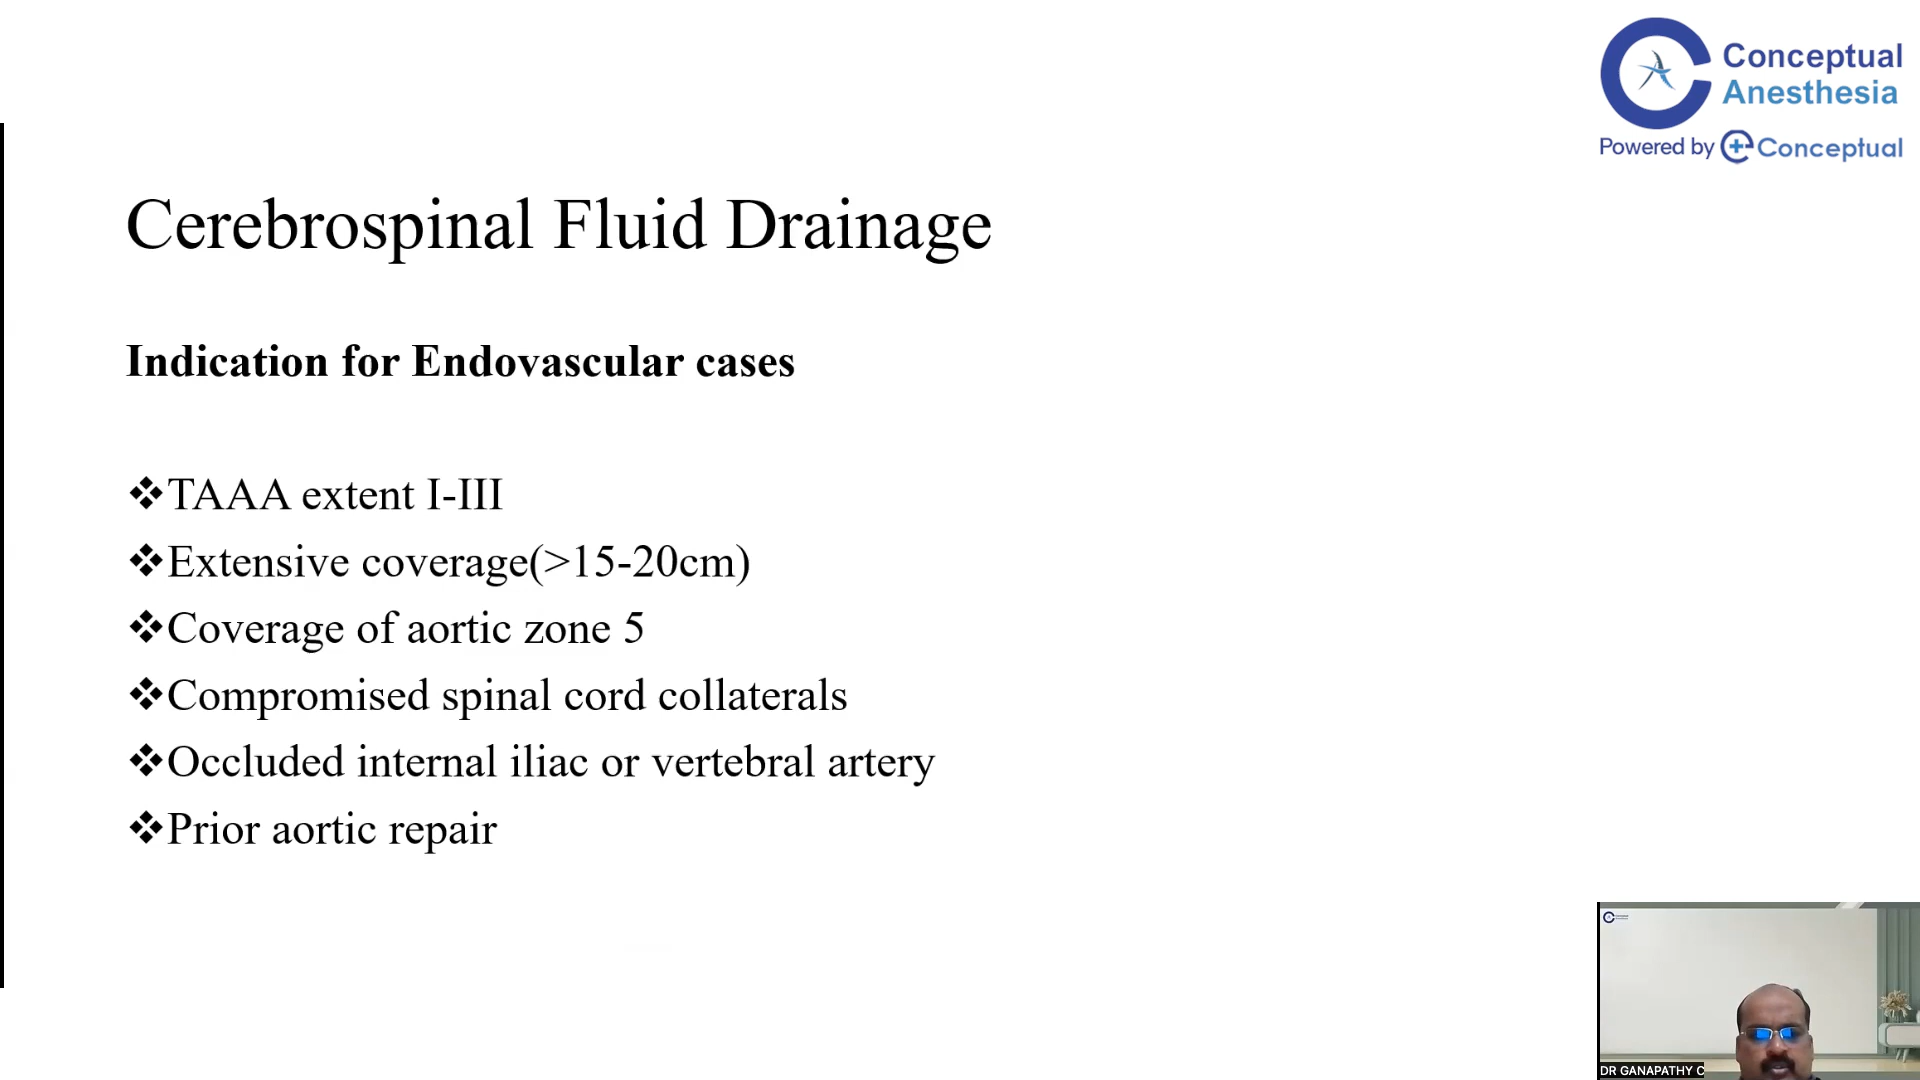 Conceptual
Anesthesia
Powered by Conceptual
Cerebrospinal Fluid Drainage
Indication for Endovascular cases
❖TAAA extent I-III
❖Extensive coverage(>15-20cm)
❖Coverage of aortic zone 5
❖Compromised spinal cord collaterals
❖Occluded internal iliac or vertebral artery
❖Prior aortic repair
DR GANAPATHY C